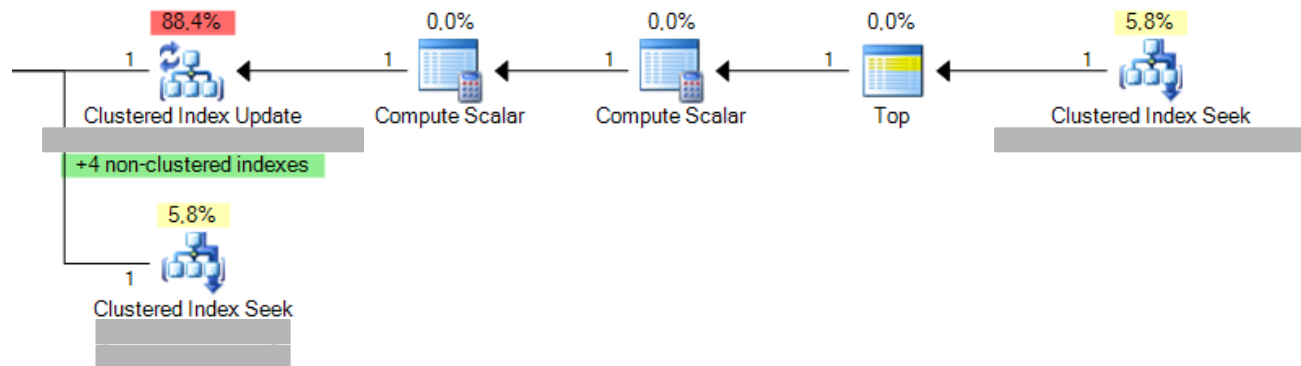 88,4% 0,0% 0,0% 0,0% 5,8%
1 1 1 1 1
Clustered Index Update Compute Scalar Compute Scalar Top Clustered Index Seek
+4 non-clustered indexes
5,8%
1
Clustered Index Seek